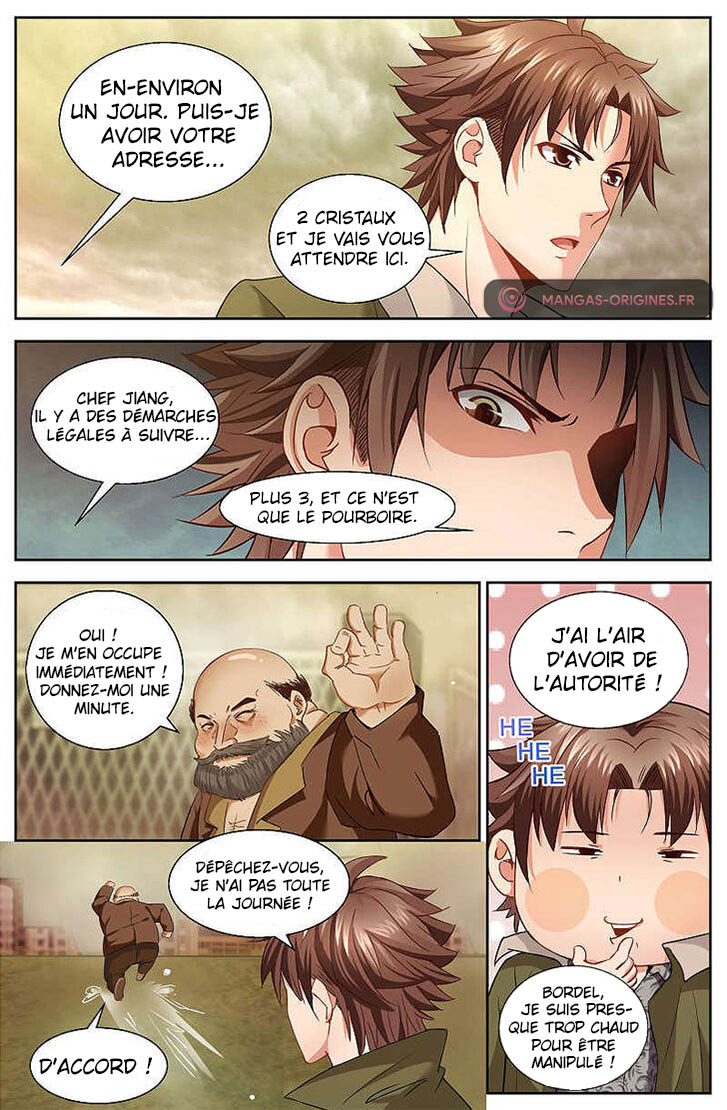 EN-ENVIRON
UN JOUR. PUIS-JE
AVOIR VOTRE
ADRESSE...
2 CRISTAUX
ET JE VAIS VOUS
ATTENDRE ICI.
MANGAS-ORIGINES.FR
CHEF JIANG,
IL Y A DES DÉMARCHES
LÉGALES À SUIVRE...
PLUS 3, ET CE N'EST
QUE LE POURBOIRE.
OUI !
JE M'EN OCCUPE
IMMÉDIATEMENT !
DONNEZ-MOI UNE
MINUTE.
DÉPÊCHEZ-VOUS,
JE N'AI PAS TOUTE
LA JOURNÉE !
D'ACCORD !
J'AI L'AIR
D'AVOIR DE
L'AUTORITÉ !
HE
HE
HE
BORDEL,
JE SUIS PRES-
QUE TROP CHAUD
POUR ÊTRE
MANIPULÉ !